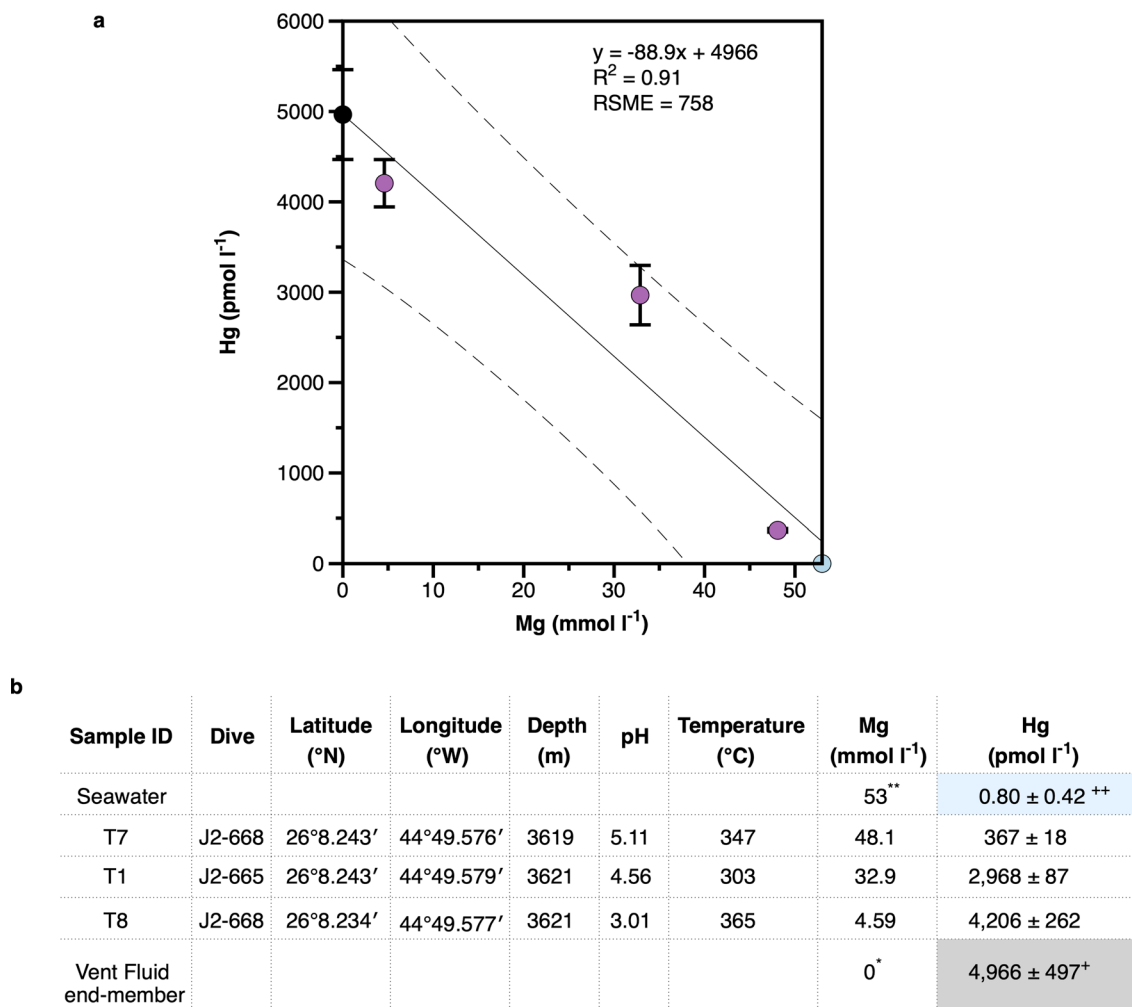 a
y = -88.9x + 4966
R² = 0.91
RSME = 758
6000
5000
4000
3000
2000
1000
0
Hg (pmol l⁻¹)
0 10 20 30 40 50
Mg (mmol l⁻¹)
b
Sample ID Dive Latitude (°N) Longitude (°W) Depth (m) pH Temperature (°C) Mg (mmol l⁻¹) Hg (pmol l⁻¹)
Seawater 53** 0.80 ± 0.42 ++
T7 J2-668 26°8.243′ 44°49.576′ 3619 5.11 347 48.1 367 ± 18
T1 J2-665 26°8.243′ 44°49.579′ 3621 4.56 303 32.9 2,968 ± 87
T8 J2-668 26°8.234′ 44°49.577′ 3621 3.01 365 4.59 4,206 ± 262
Vent Fluid end-member 0* 4,966 ± 497⁺